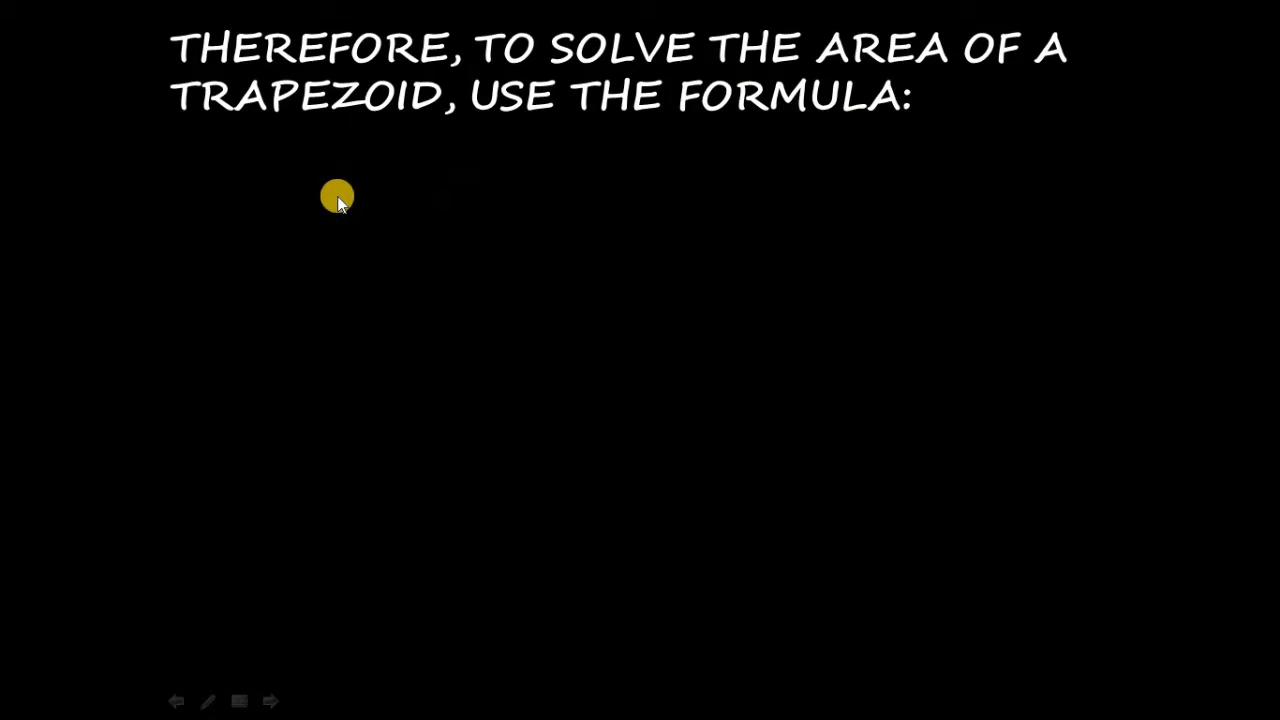 THEREFORE, TO SOLVE THE AREA OF A
TRAPEZOID, USE THE FORMULA: